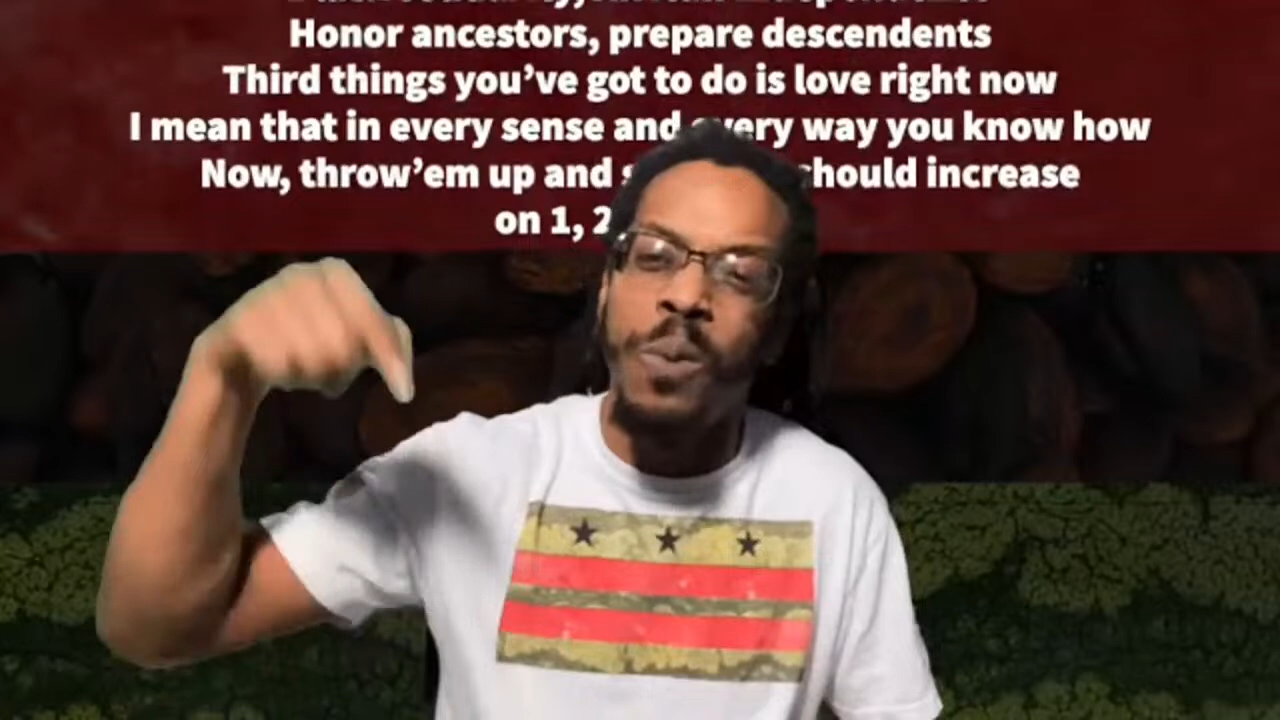 Honor ancestors, prepare descendents
Third things you've got to do is love right now
I mean that in every sense and every way you know how
Now, throw'em up and should increase
on 1, 2